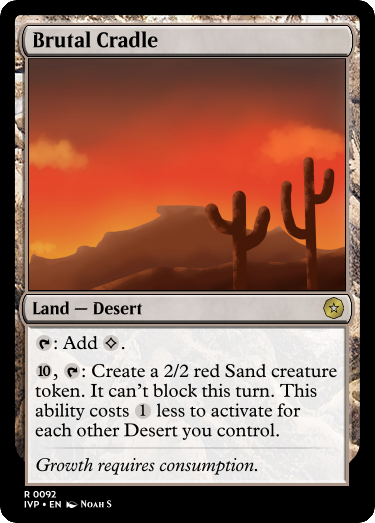 Brutal Cradle
Land — Desert
: Add .
10, : Create a 2/2 red Sand creature
token. It can't block this turn. This
ability costs 1 less to activate for
each other Desert you control.
Growth requires consumption.
R 0092
IVP • EN Noah S